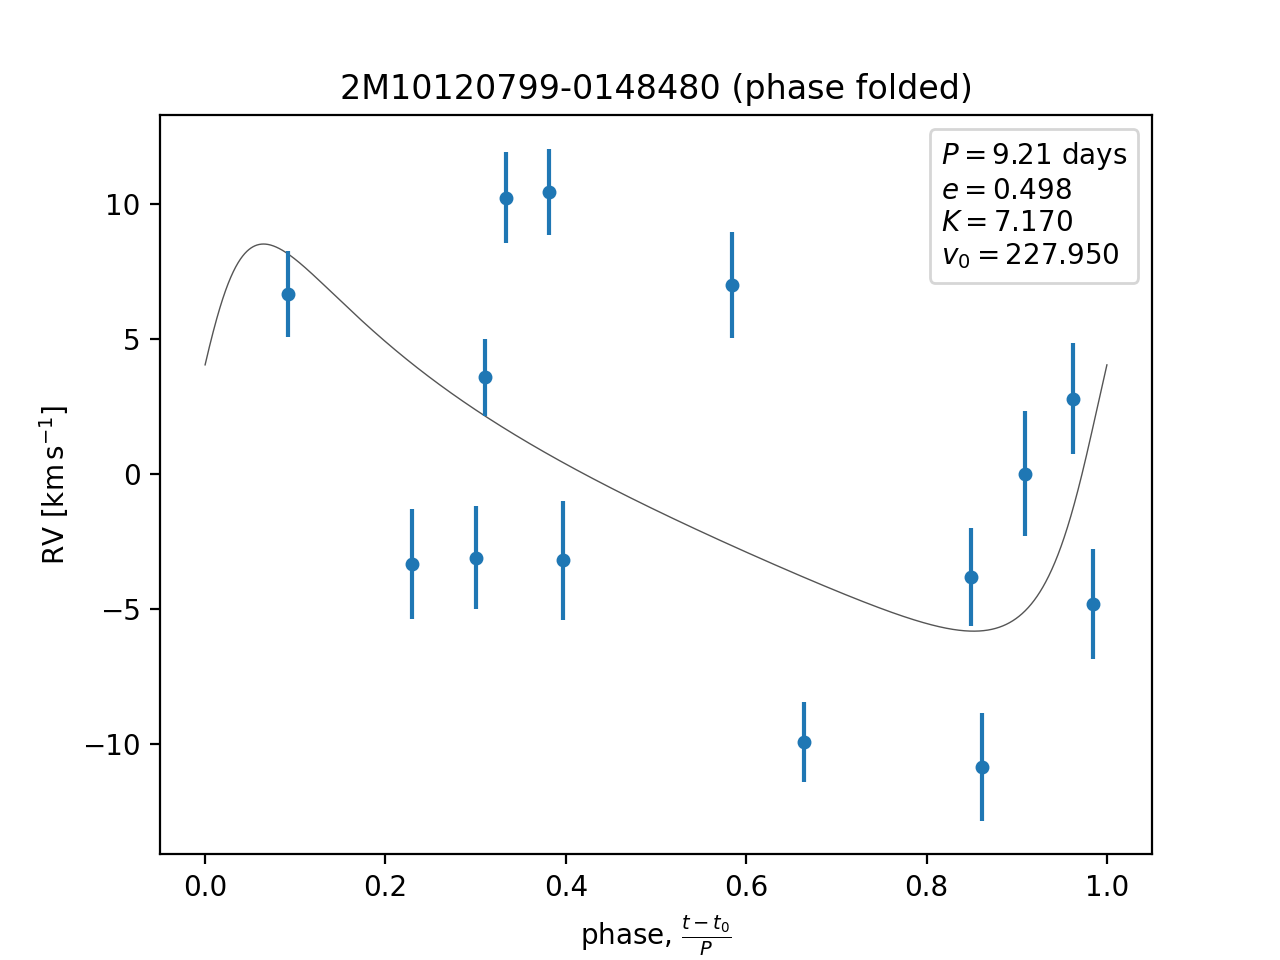 2M10120799-0148480 (phase folded)
P = 9.21 days
e = 0.498
K = 7.170
v₀ = 227.950
10
5
0
−5
−10
RV [km s⁻¹]
0.0 0.2 0.4 0.6 0.8 1.0
phase, (t − t₀)/P